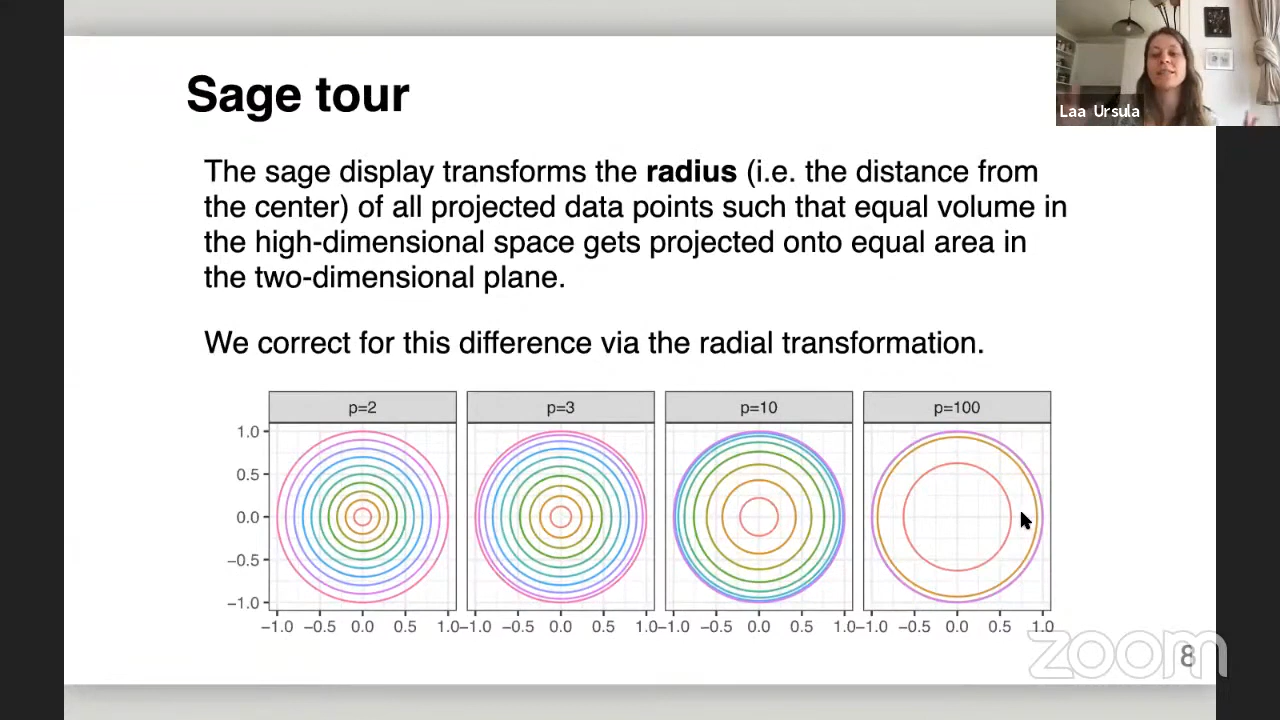 Sage tour
Laa Ursula
The sage display transforms the radius (i.e. the distance from
the center) of all projected data points such that equal volume in
the high-dimensional space gets projected onto equal area in
the two-dimensional plane.
We correct for this difference via the radial transformation.
p=2 p=3 p=10 p=100
1.0
0.5
0.0
−0.5
−1.0
−1.0 −0.5 0.0 0.5 1.0 −1.0 −0.5 0.0 0.5 1.0 −1.0 −0.5 0.0 0.5 1.0 −1.0 −0.5 0.0 0.5 1.0
zoom
8